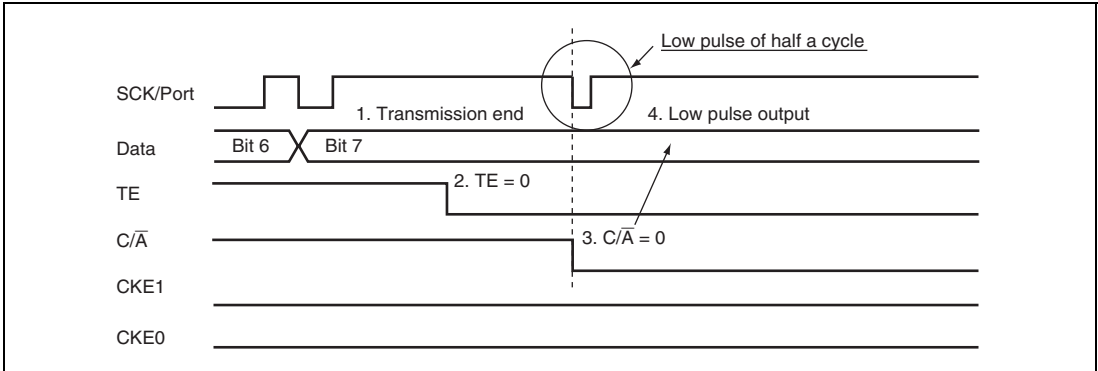 Low pulse of half a cycle
SCK/Port
1. Transmission end
4. Low pulse output
Data
Bit 6
Bit 7
TE
2. TE = 0
C/A̅
3. C/A̅ = 0
CKE1
CKE0